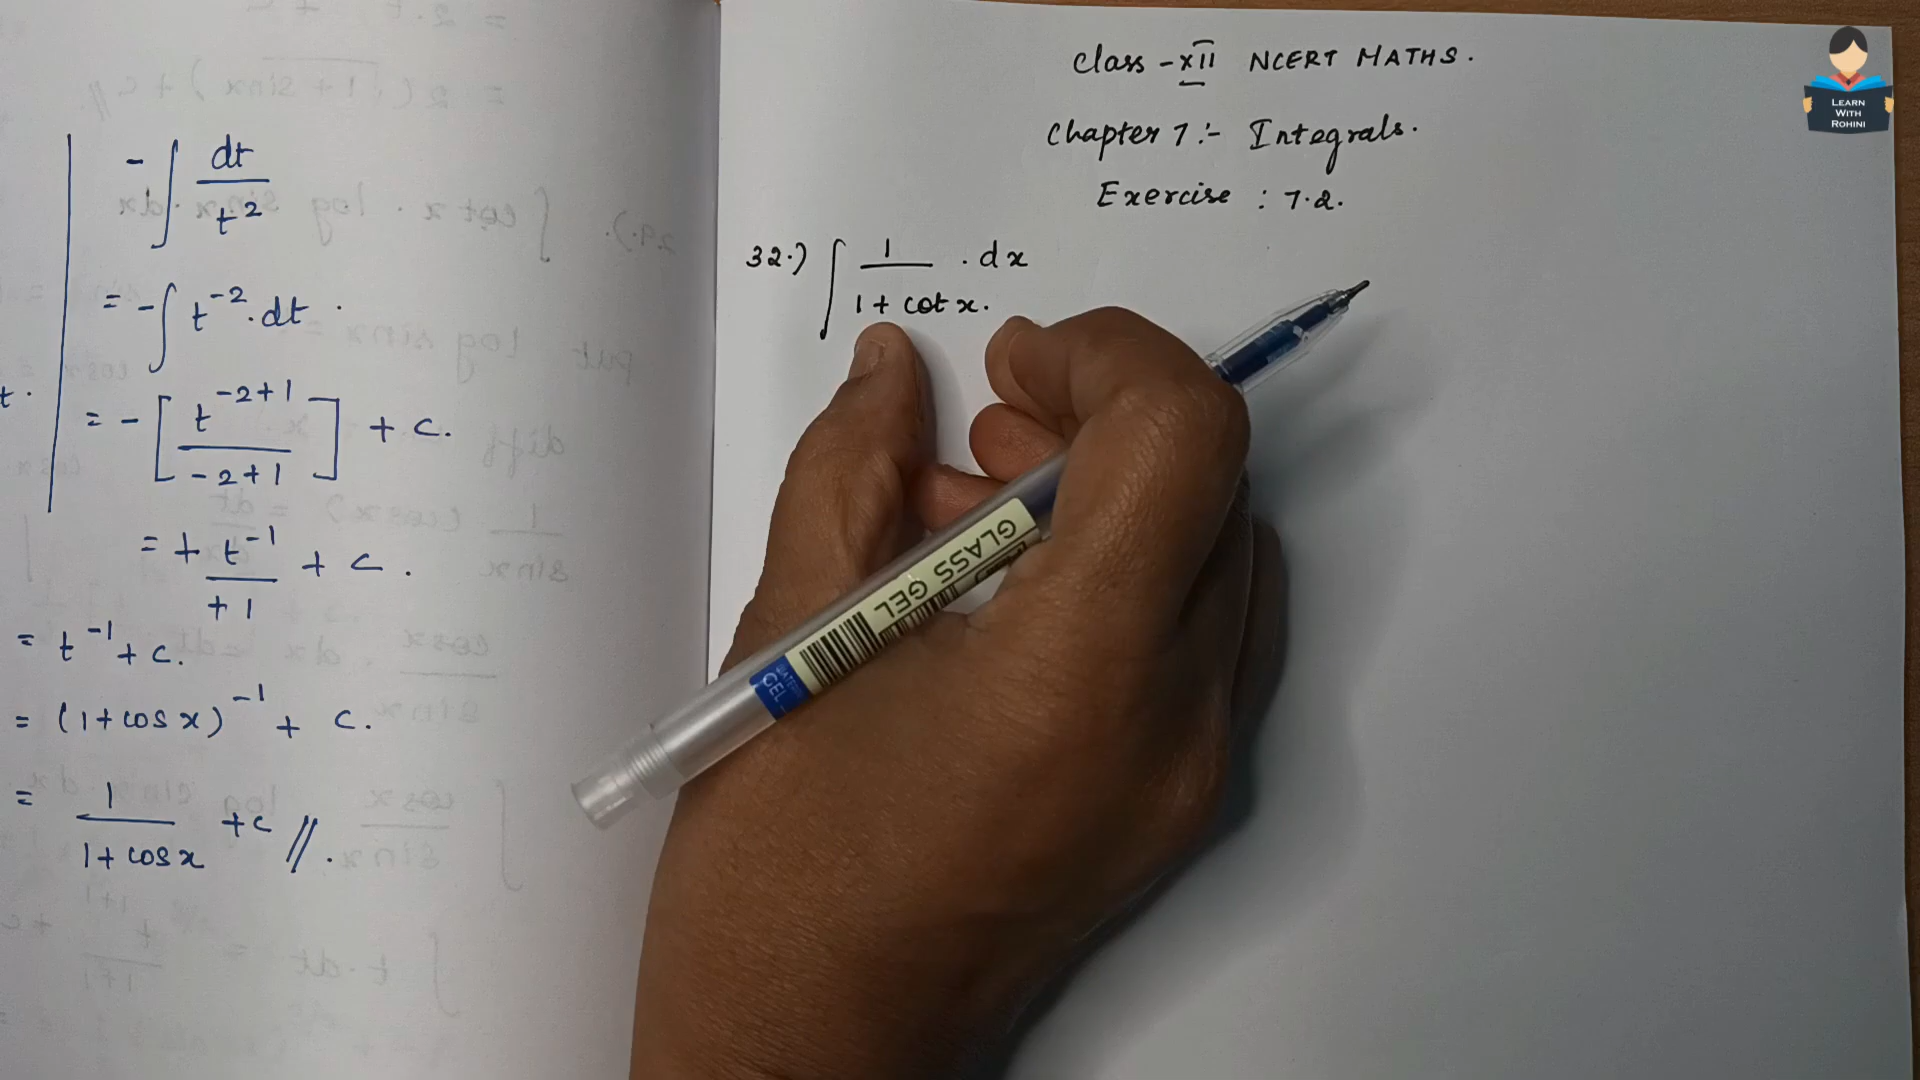 - ∫ dt / t²
= - ∫ t⁻² . dt .
t .
= - [ t⁻²⁺¹ / -2+1 ] + c.
= + t⁻¹ / +1 + c .
= t⁻¹ + c.
= (1 + cos x)⁻¹ + c.
= 1 / 1 + cos x + c //.
Class - XII NCERT MATHS .
Chapter 7 :- Integrals .
Exercise : 7.2.
32.) ∫ 1 / 1 + cot x. . dx
GLASS GEL
GEL
LEARN
WITH
ROHINI